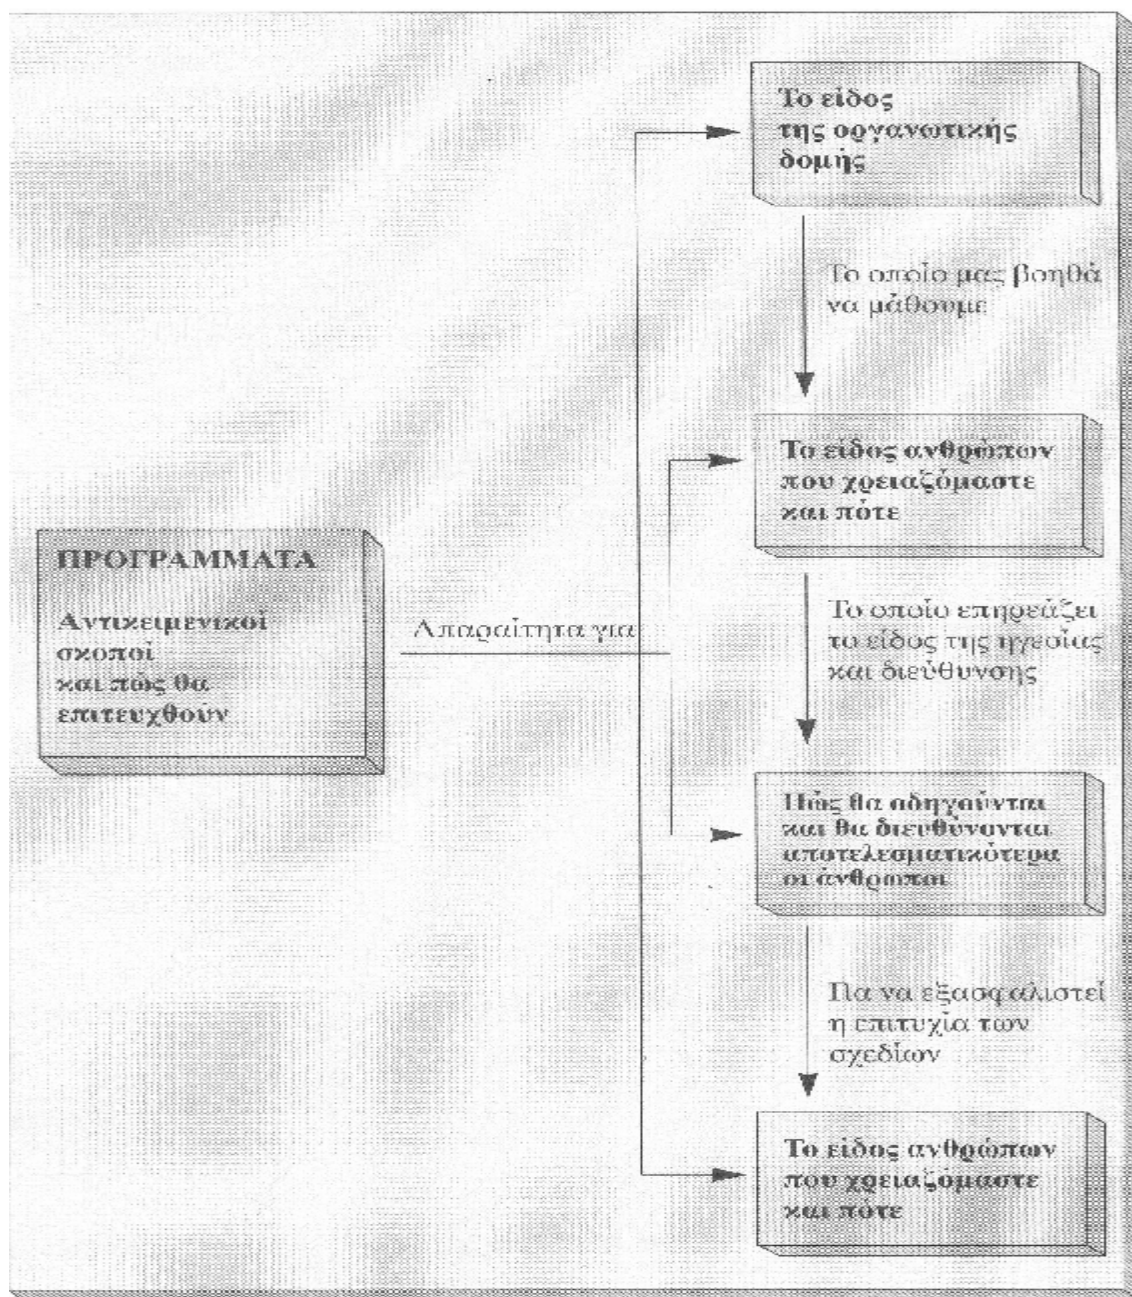 Το είδος
της οργανωτικής
δομής
Το οποίο μας βοηθά
να μάθουμε
Το είδος ανθρώπων
που χρειαζόμαστε
και πότε
ΠΡΟΓΡΑΜΜΑΤΑ
Αντικειμενικοί
σκοποί
και πώς θα
επιτευχθούν
Απαραίτητα για
Το οποίο επηρεάζει
το είδος της ηγεσίας
και διεύθυνσης
Πώς θα οδηγούνται
και θα διευθύνονται
αποτελεσματικότερα
οι άνθρωποι
Για να εξασφαλιστεί
η επιτυχία των
σχεδίων
Το είδος ανθρώπων
που χρειαζόμαστε
και πότε